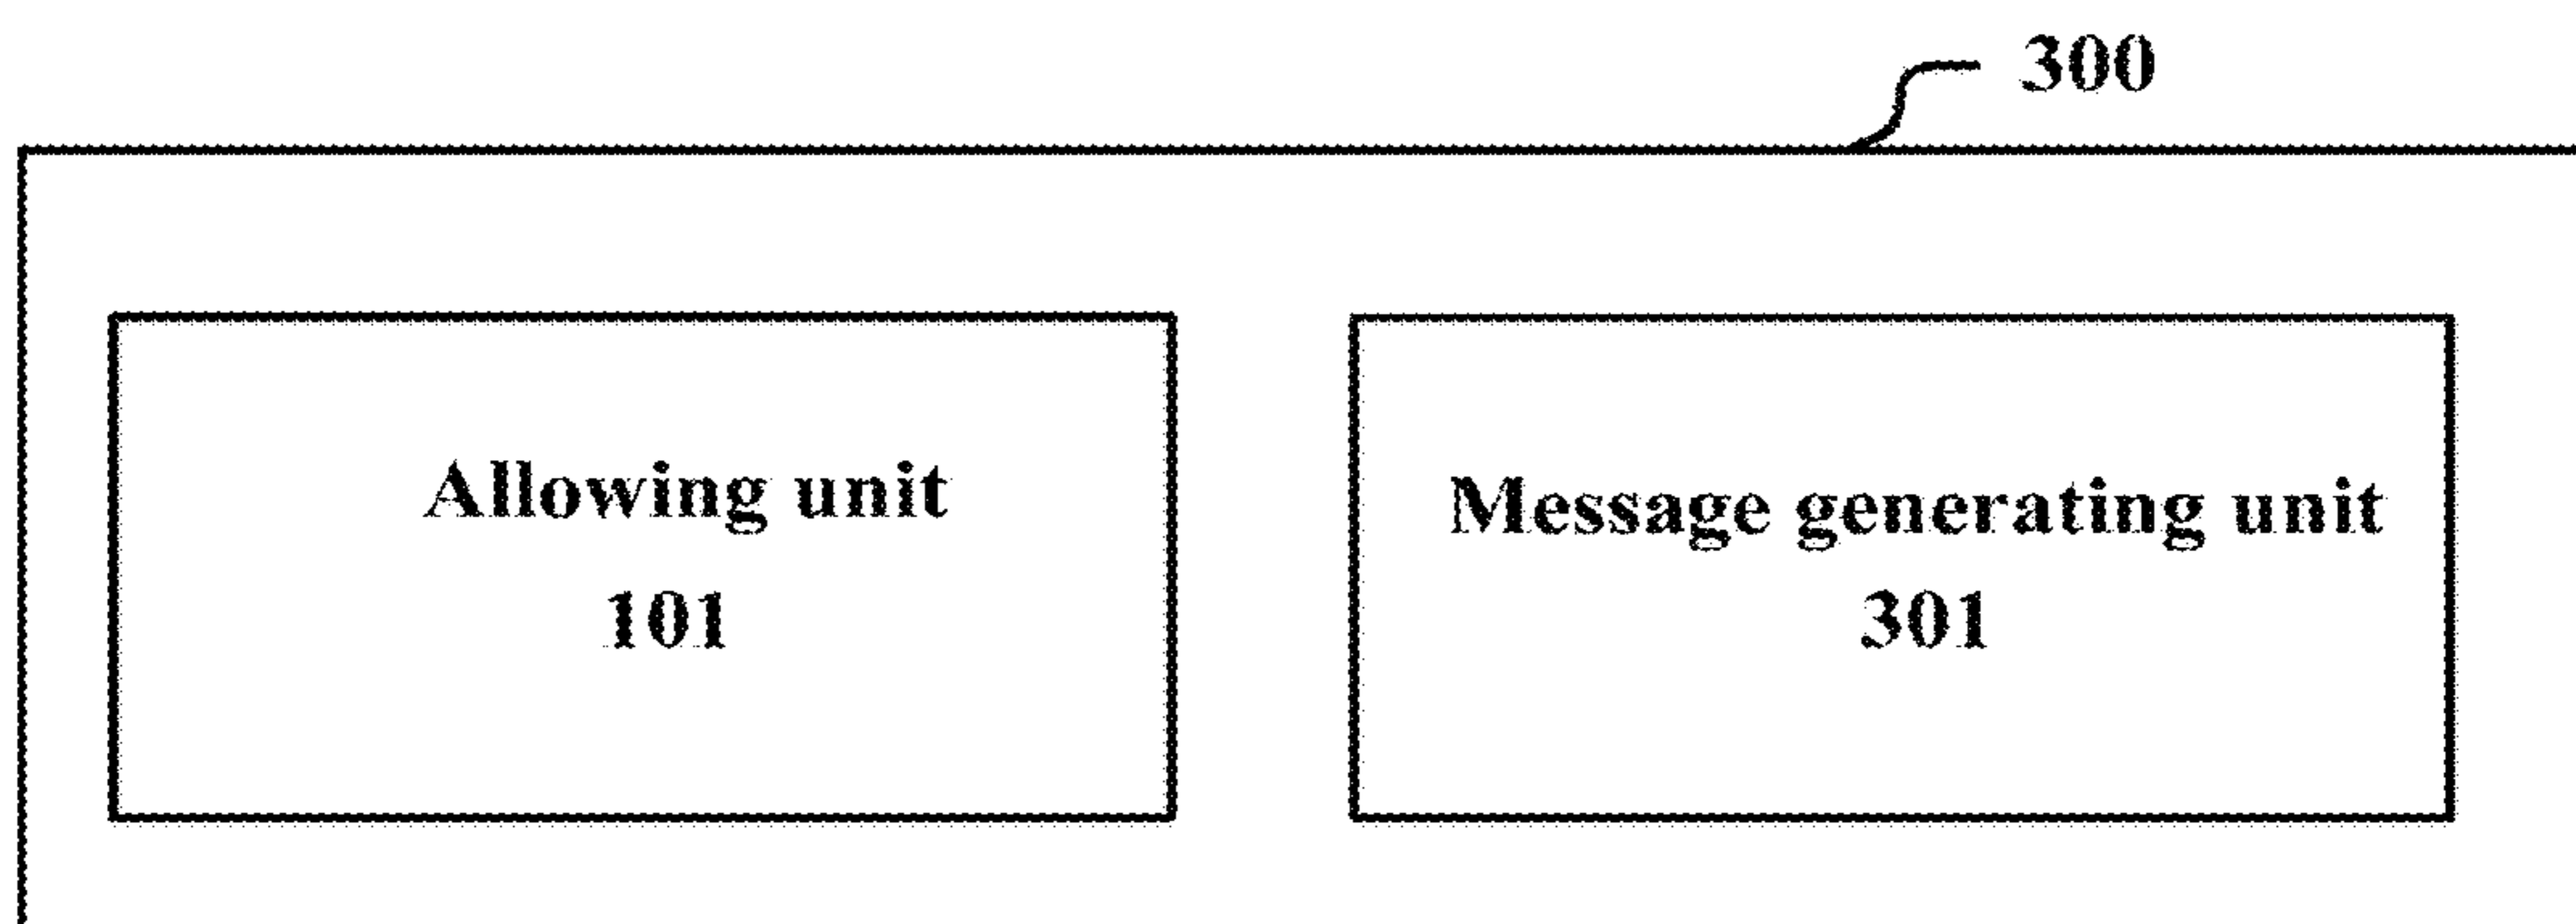 300
Allowing unit
101
Message generating unit
301